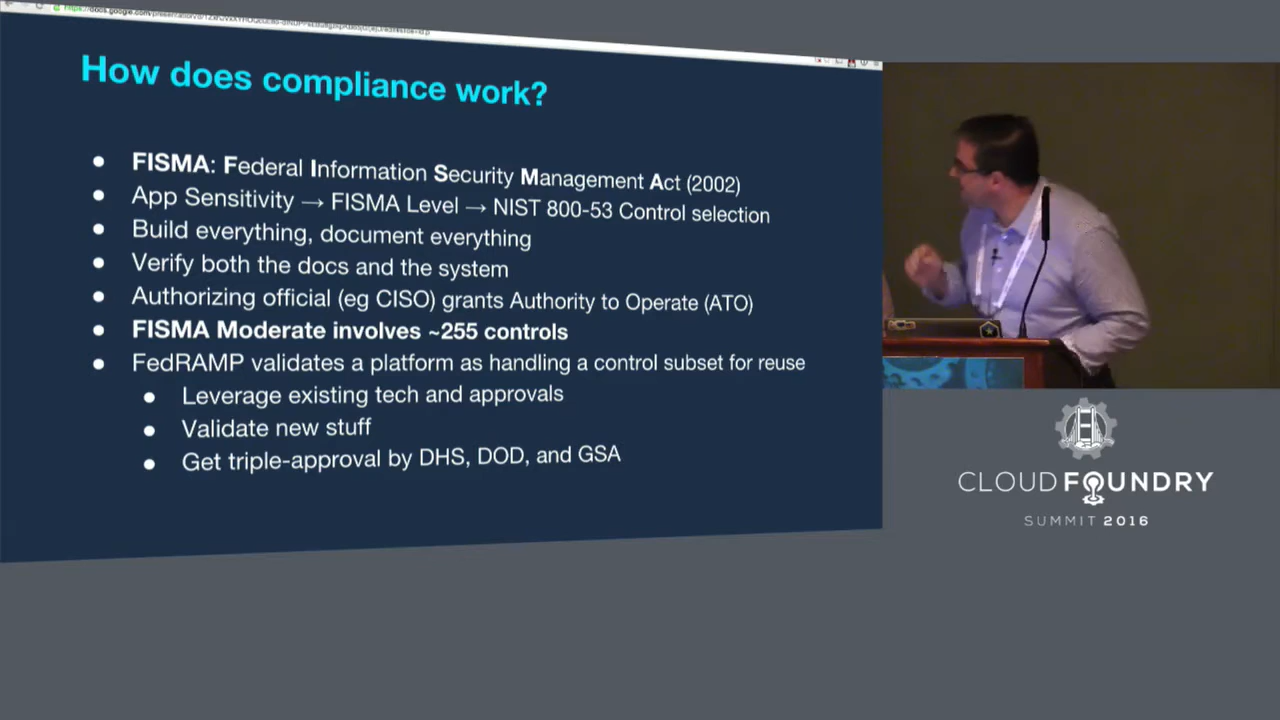 How does compliance work?
● FISMA: Federal Information Security Management Act (2002)
● App Sensitivity → FISMA Level → NIST 800-53 Control selection
● Build everything, document everything
● Verify both the docs and the system
● Authorizing official (eg CISO) grants Authority to Operate (ATO)
● FISMA Moderate involves ~255 controls
● FedRAMP validates a platform as handling a control subset for reuse
● Leverage existing tech and approvals
● Validate new stuff
● Get triple-approval by DHS, DOD, and GSA
CLOUD FOUNDRY
SUMMIT 2016